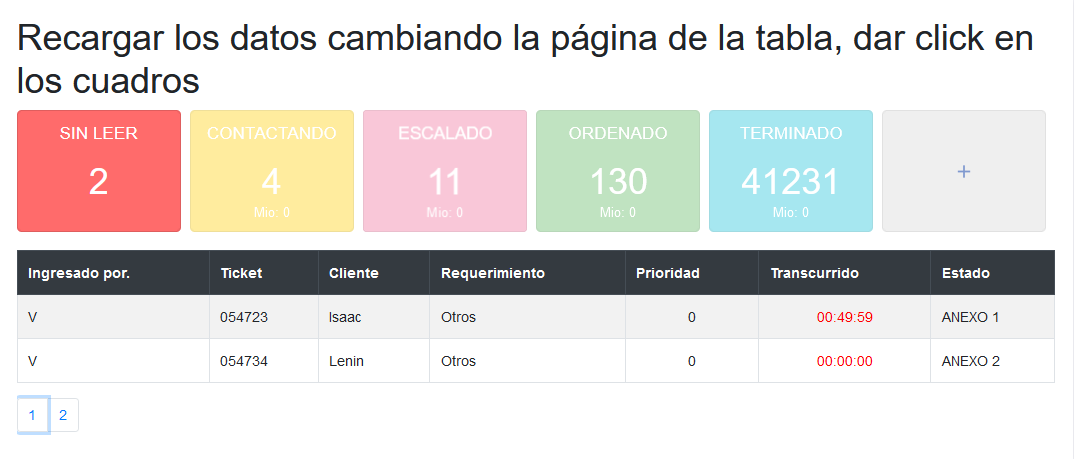 Recargar los datos cambiando la página de la tabla, dar click en
los cuadros
SIN LEER CONTACTANDO ESCALADO ORDENADO TERMINADO
2 4 11 130 41231 +
Mio: 0 Mio: 0 Mio: 0 Mio: 0
Ingresado por. Ticket Cliente Requerimiento Prioridad Transcurrido Estado
V 054723 Isaac Otros 0 00:49:59 ANEXO 1
V 054734 Lenin Otros 0 00:00:00 ANEXO 2
1 2